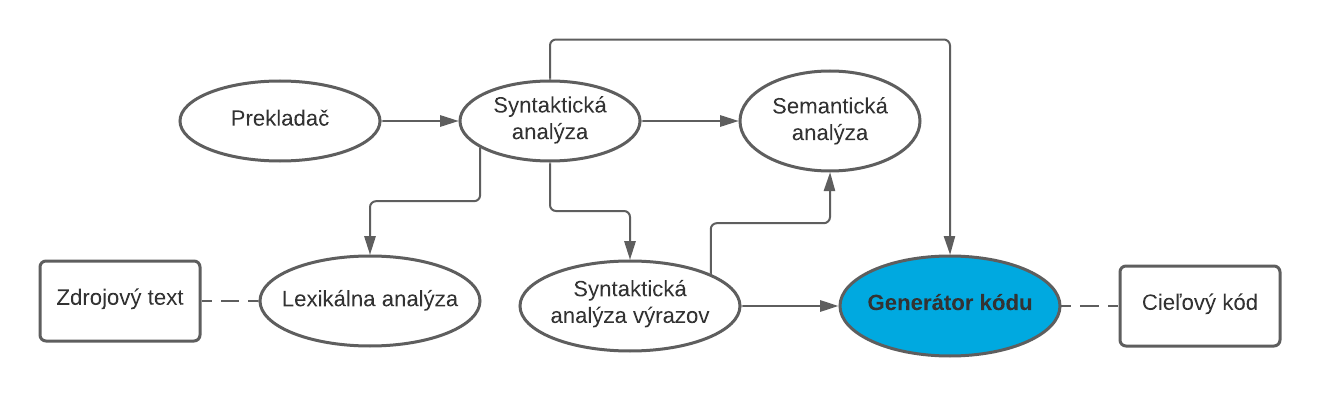 Prekladač
Syntaktická
analýza
Semantická
analýza
Zdrojový text
Lexikálna analýza
Syntaktická
analýza výrazov
Generátor kódu
Cieľový kód